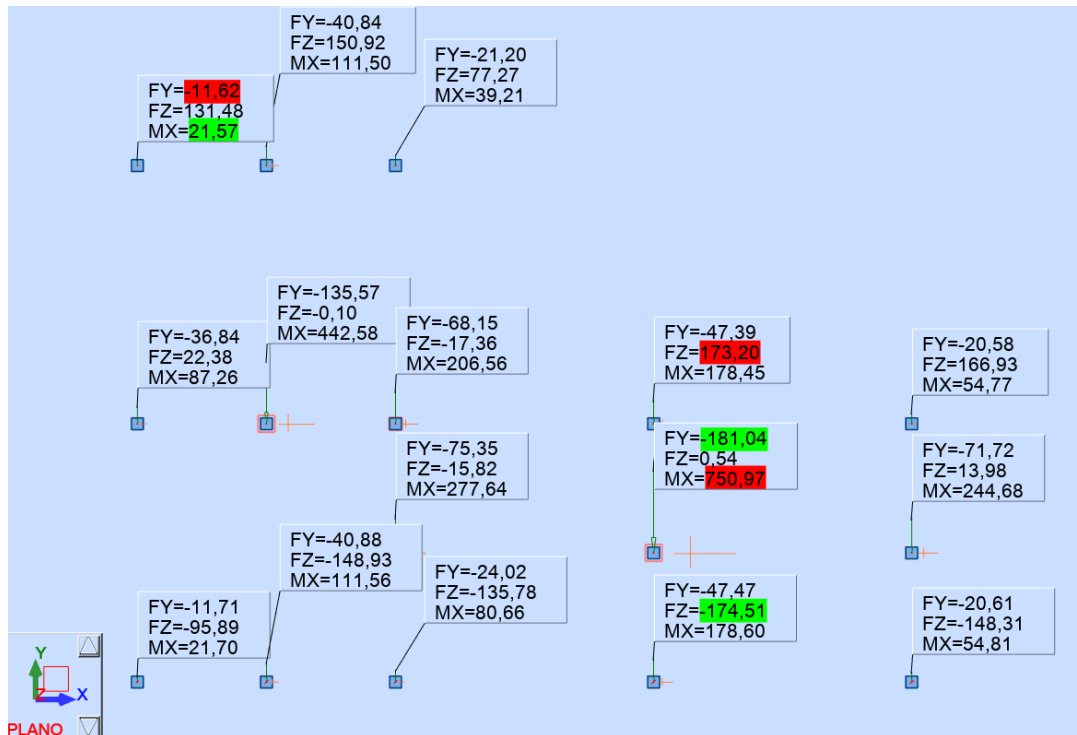 FY=-40,84
FZ=150,92
MX=111,50
FY=-21,20
FZ=77,27
MX=39,21
FY=-11,62
FZ=131,48
MX=21,57
FY=-135,57
FZ=-0,10
MX=442,58
FY=-68,15
FZ=-17,36
MX=206,56
FY=-36,84
FZ=22,38
MX=87,26
FY=-47,39
FZ=173,20
MX=178,45
FY=-20,58
FZ=166,93
MX=54,77
FY=-75,35
FZ=-15,82
MX=277,64
FY=-181,04
FZ=0,54
MX=750,97
FY=-71,72
FZ=13,98
MX=244,68
FY=-40,88
FZ=-148,93
MX=111,56
FY=-24,02
FZ=-135,78
MX=80,66
FY=-11,71
FZ=-95,89
MX=21,70
FY=-47,47
FZ=-174,51
MX=178,60
FY=-20,61
FZ=-148,31
MX=54,81
Y
Z X
PLANO